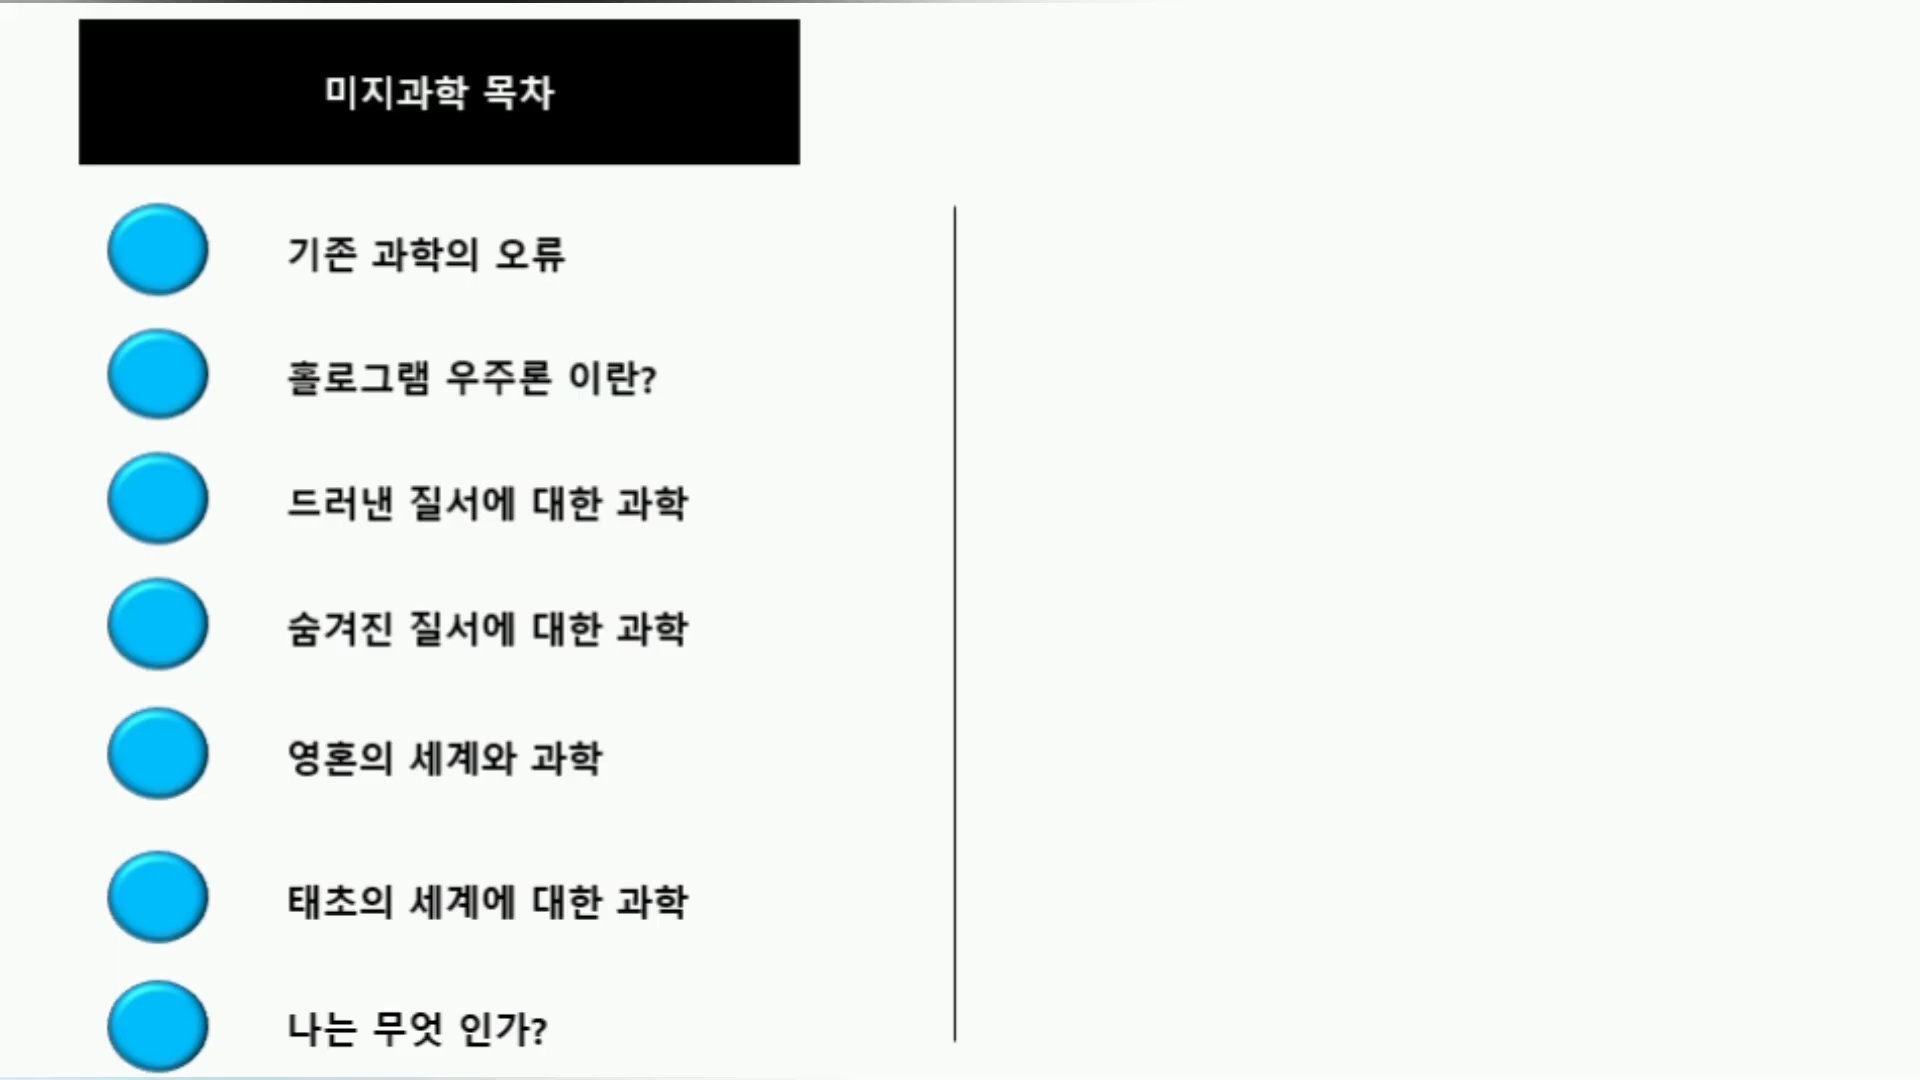 미지과학 목차
기존 과학의 오류
홀로그램 우주론 이란?
드러낸 질서에 대한 과학
숨겨진 질서에 대한 과학
영혼의 세계와 과학
태초의 세계에 대한 과학
나는 무엇 인가?